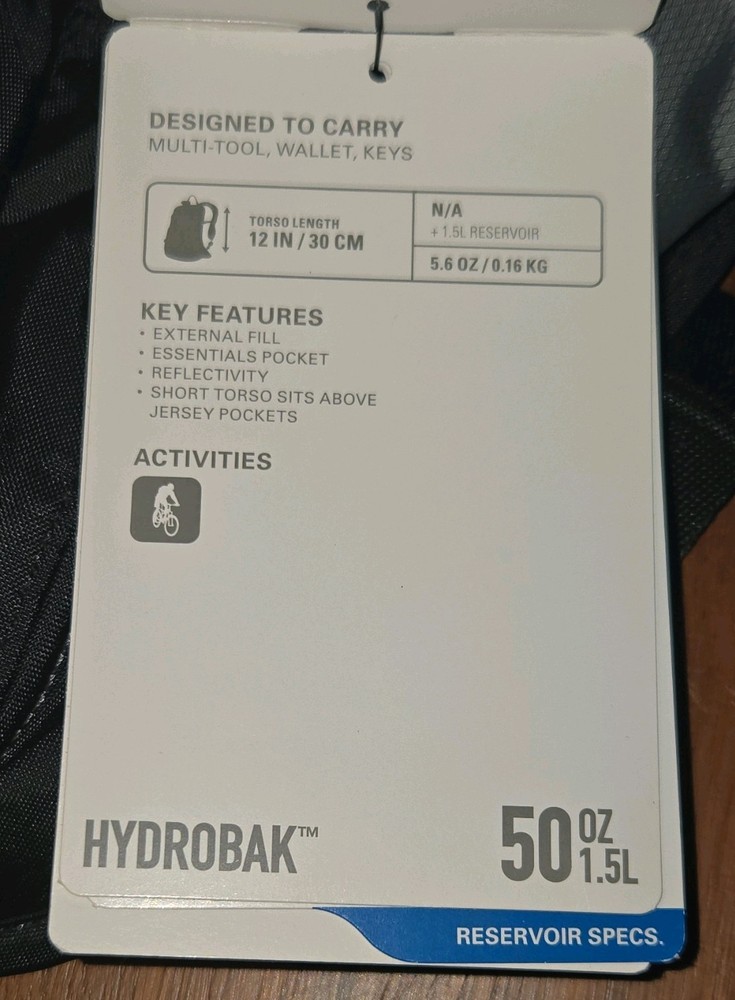 DESIGNED TO CARRY
MULTI-TOOL, WALLET, KEYS
TORSO LENGTH
12 IN / 30 CM
N/A
+ 1.5L RESERVOIR
5.6 OZ / 0.16 KG
KEY FEATURES
• EXTERNAL FILL
• ESSENTIALS POCKET
• REFLECTIVITY
• SHORT TORSO SITS ABOVE
JERSEY POCKETS
ACTIVITIES
HYDROBAK™
50 OZ
1.5L
RESERVOIR SPECS.